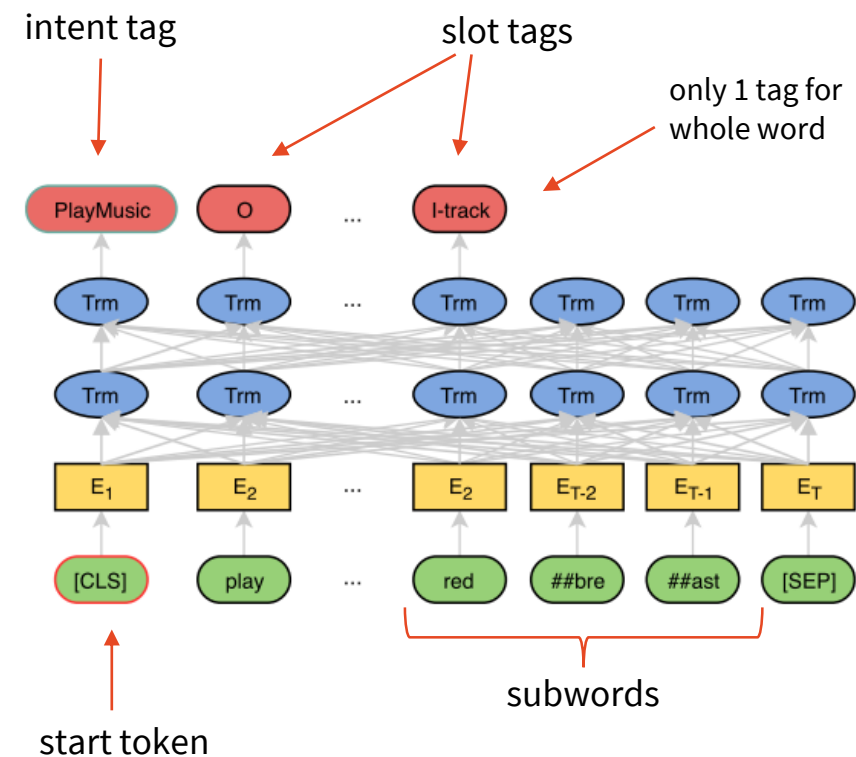 intent tag
slot tags
only 1 tag for
whole word
PlayMusic O ... I-track
Trm Trm ... Trm Trm Trm Trm
Trm Trm ... Trm Trm Trm Trm
E1 E2 ... E2 ET-2 ET-1 ET
[CLS] play ... red ##bre ##ast [SEP]
subwords
start token